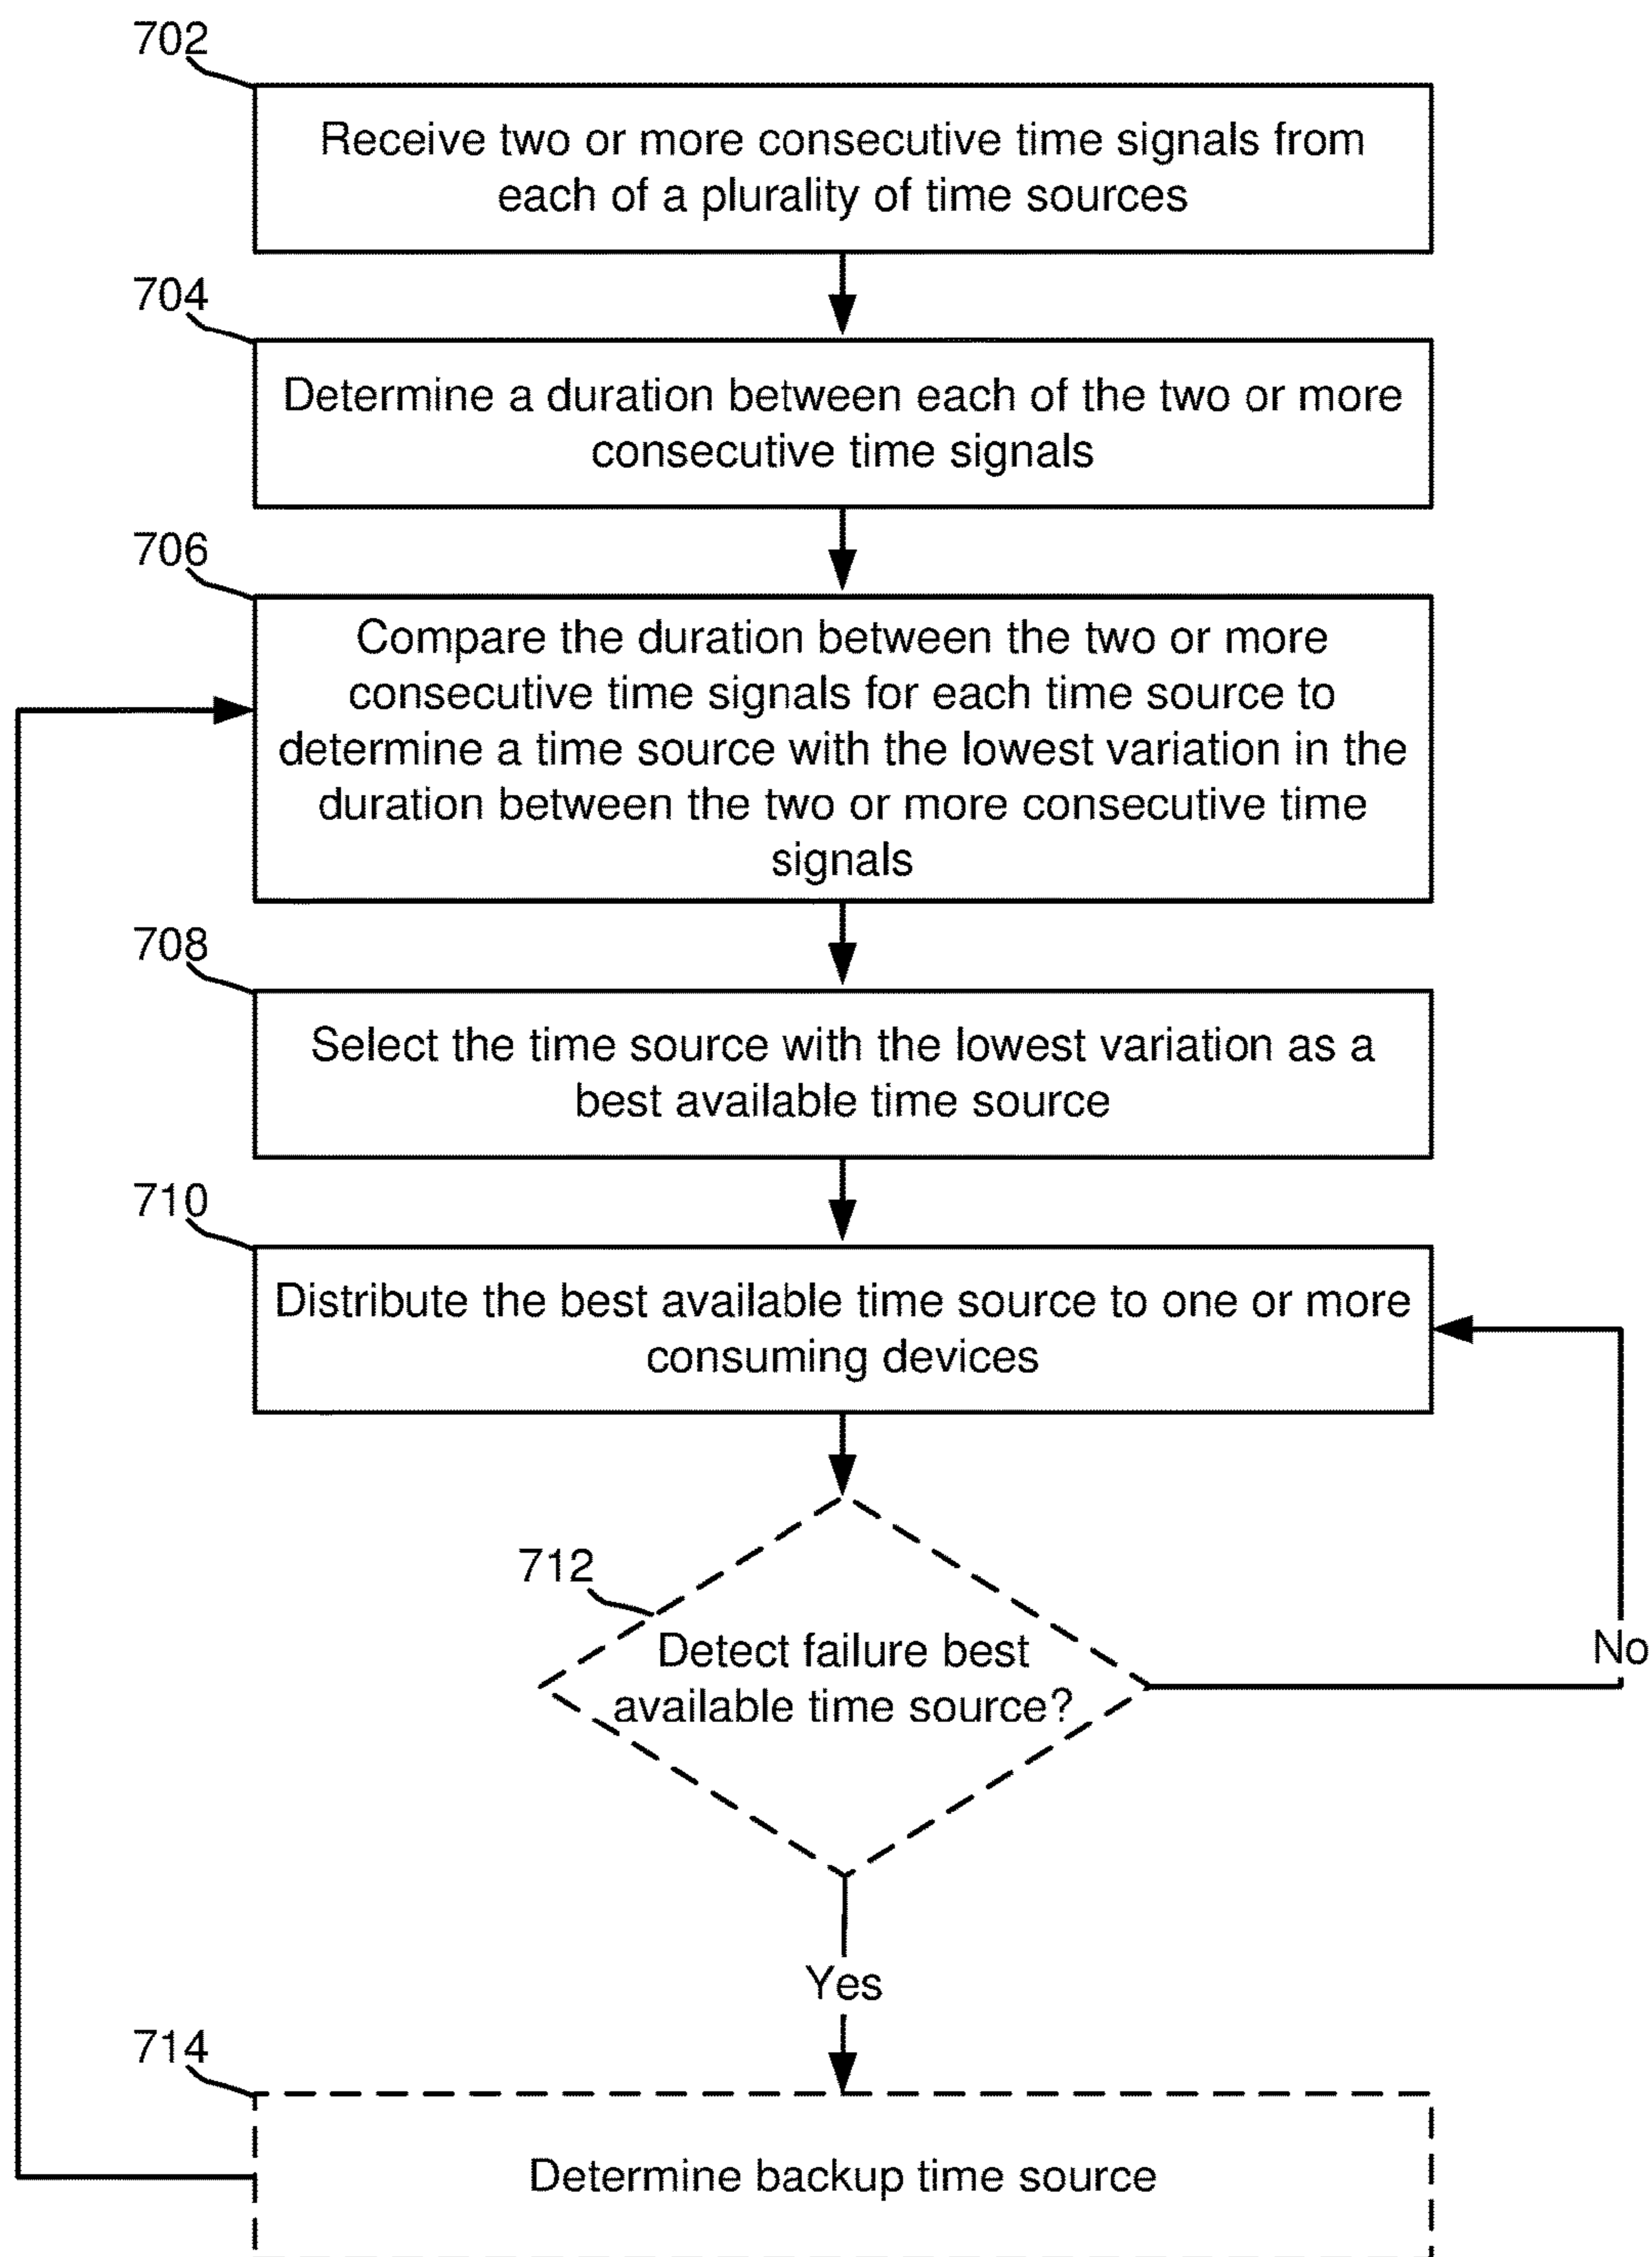 702
Receive two or more consecutive time signals from
each of a plurality of time sources
704
Determine a duration between each of the two or more
consecutive time signals
706
Compare the duration between the two or more
consecutive time signals for each time source to
determine a time source with the lowest variation in the
duration between the two or more consecutive time
signals
708
Select the time source with the lowest variation as a
best available time source
710
Distribute the best available time source to one or more
consuming devices
712
Detect failure best
available time source?
No
Yes
714
Determine backup time source